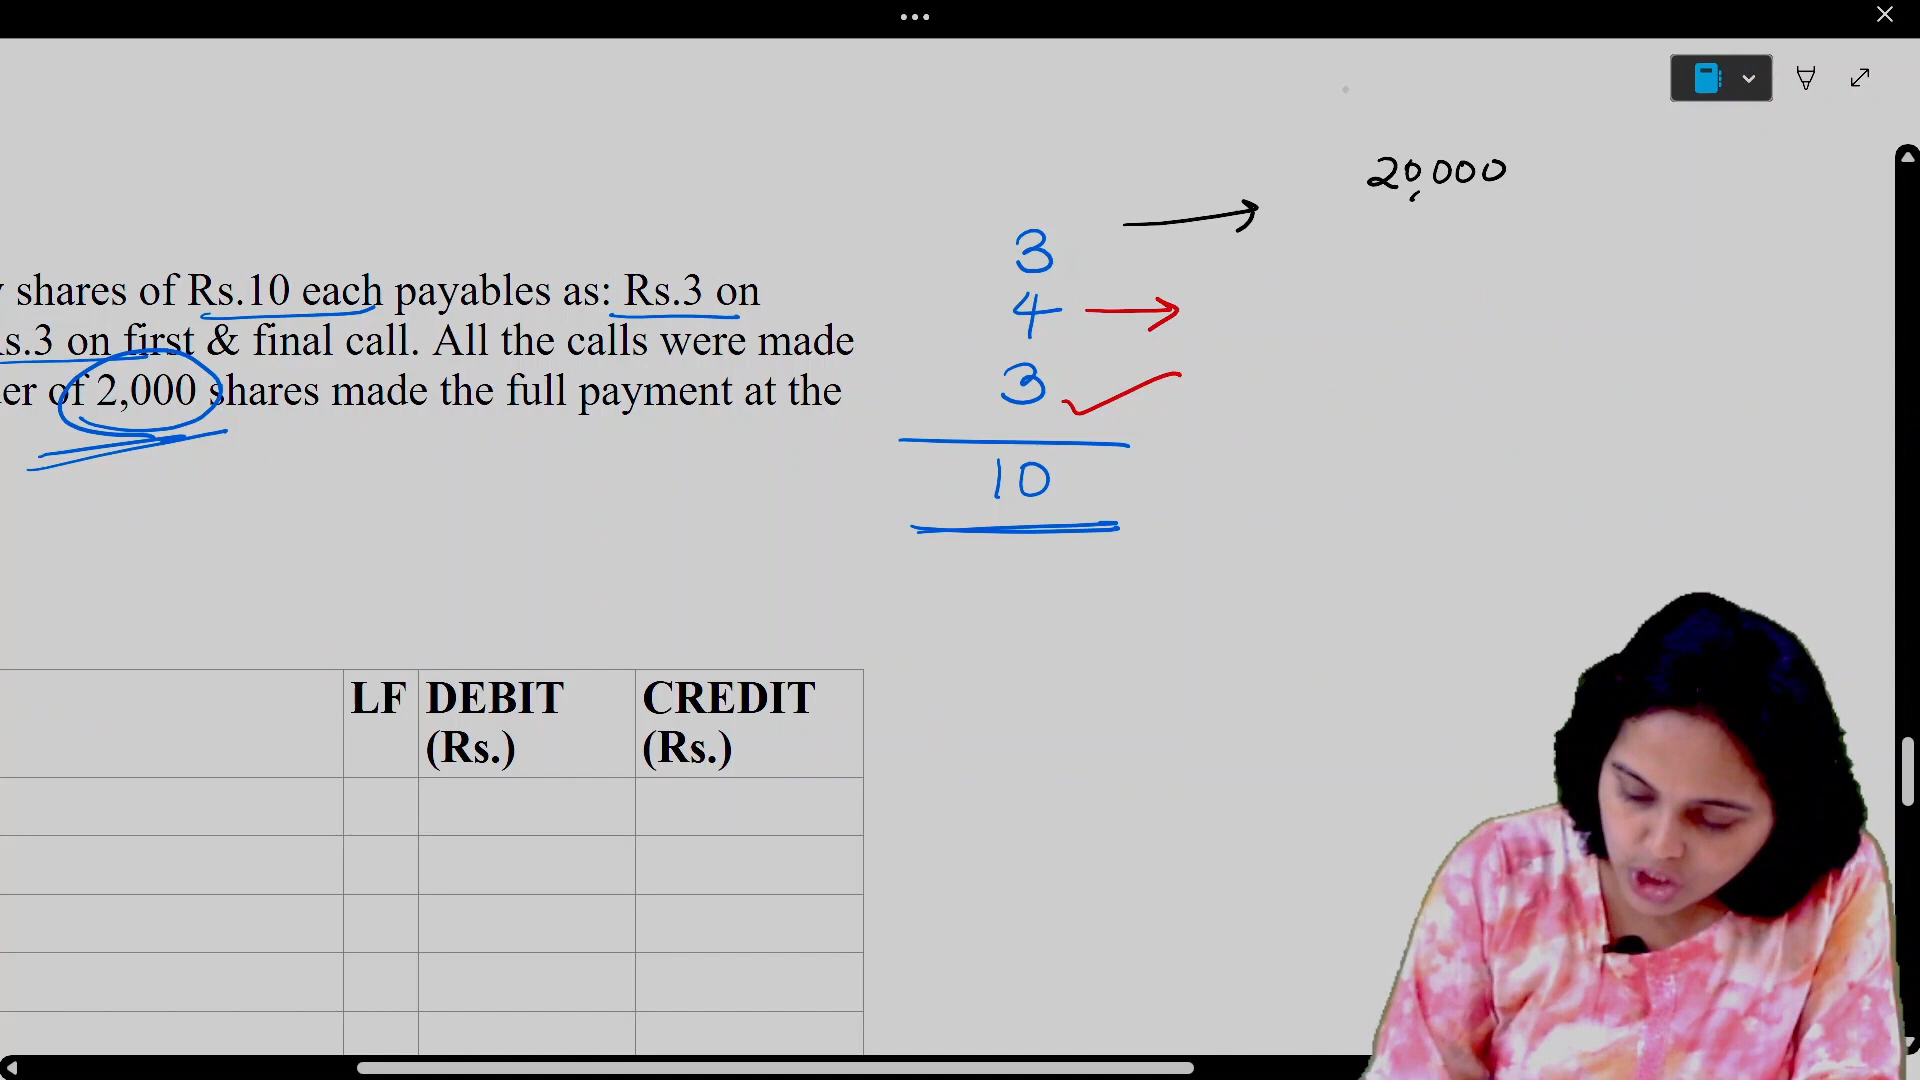 20,000
3
shares of Rs.10 each payables as: Rs.3 on
4
s.3 on first & final call. All the calls were made
3
er of 2,000 shares made the full payment at the
10
LF DEBIT (Rs.) CREDIT (Rs.)